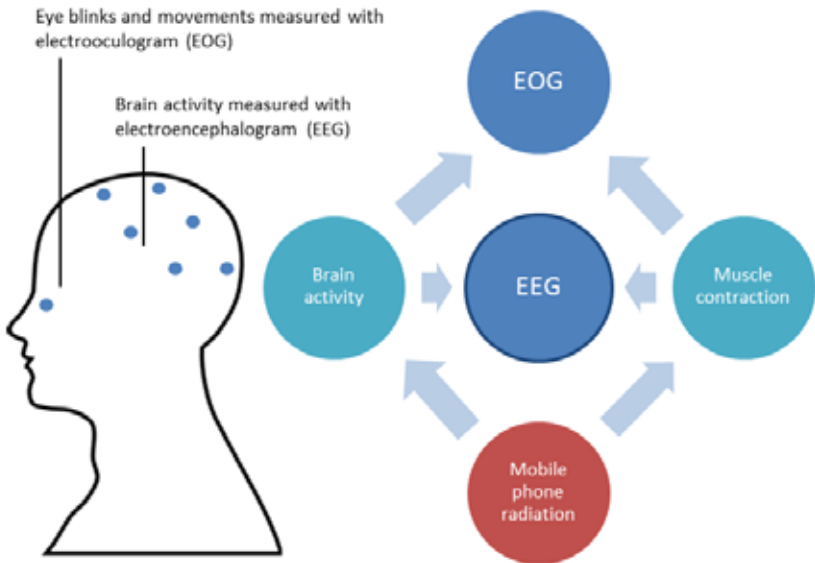 Eye blinks and movements measured with
electrooculogram (EOG)
Brain activity measured with
electroencephalogram (EEG)
EOG
Brain
activity
EEG
Muscle
contraction
Mobile
phone
radiation